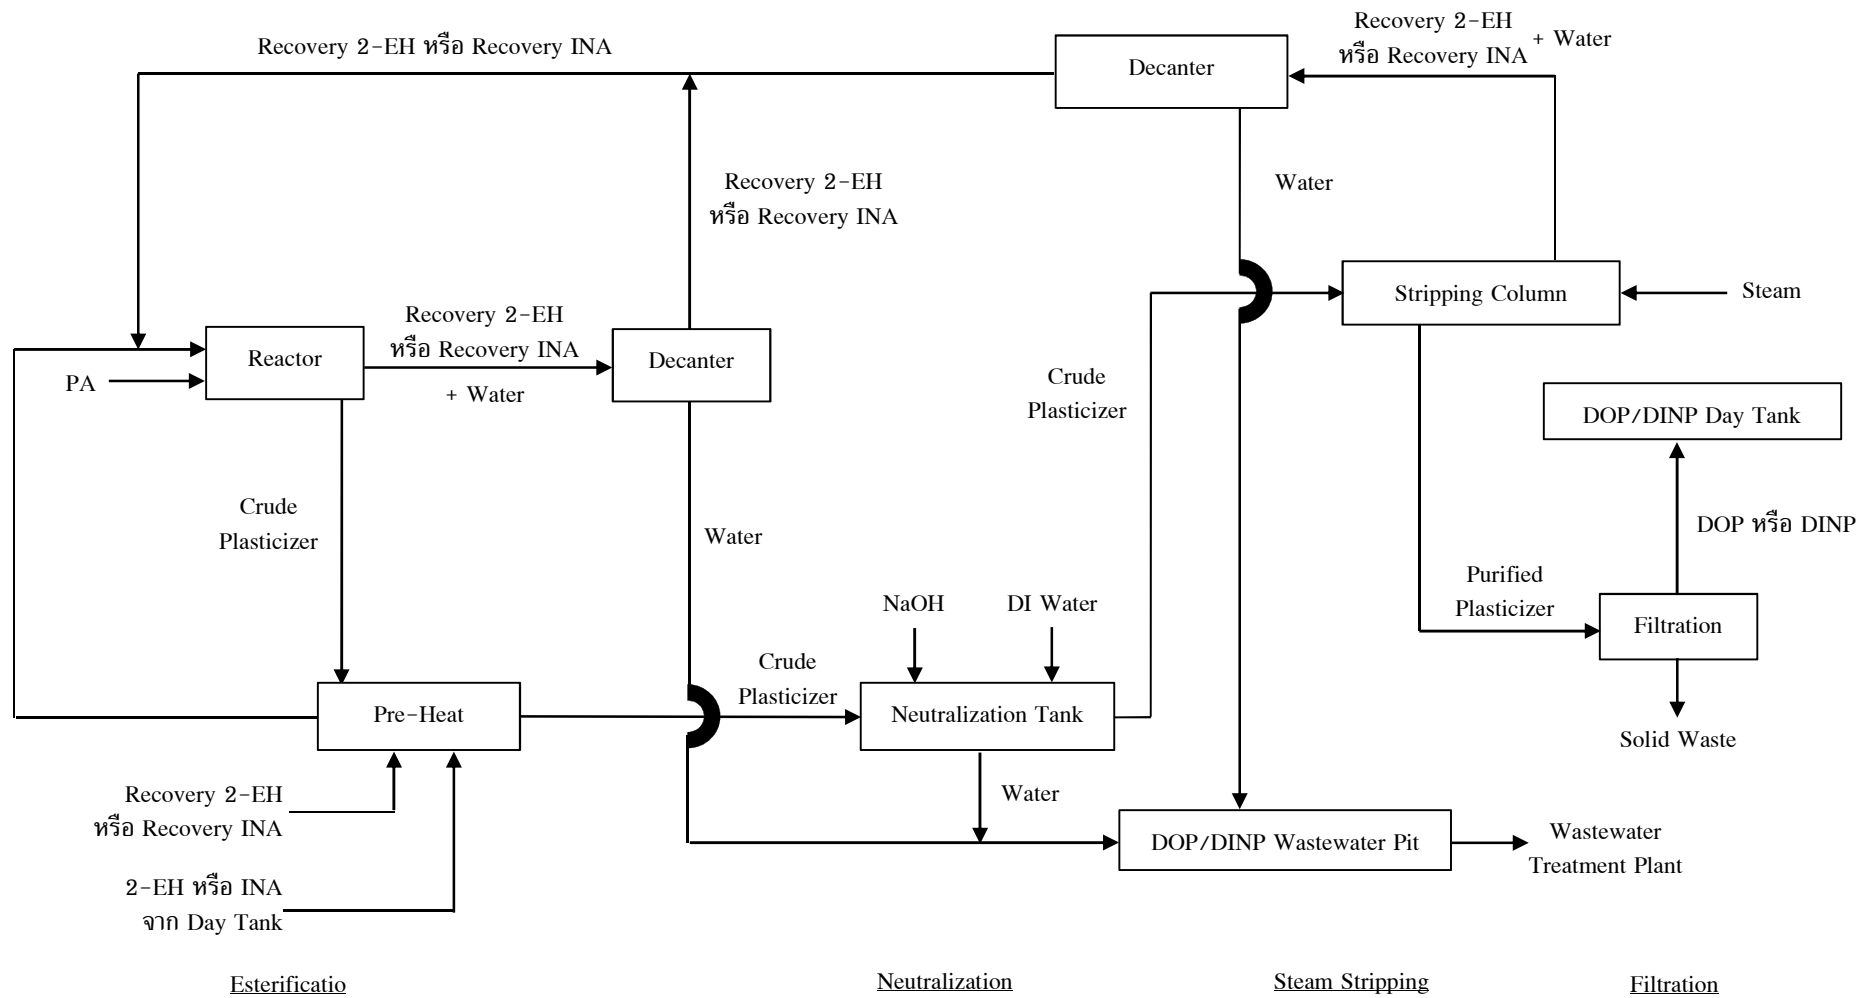 Recovery 2-EH หรือ Recovery INA
Decanter
Recovery 2-EH
หรือ Recovery INA
+ Water
Recovery 2-EH
หรือ Recovery INA
Water
Stripping Column
Steam
Recovery 2-EH
หรือ Recovery INA
+ Water
Reactor
Decanter
PA
Crude
Plasticizer
DOP/DINP Day Tank
Crude
Plasticizer
Water
DOP หรือ DINP
Purified
Plasticizer
NaOH
DI Water
Filtration
Crude
Plasticizer
Pre-Heat
Neutralization Tank
Solid Waste
Recovery 2-EH
หรือ Recovery INA
Water
DOP/DINP Wastewater Pit
Wastewater
Treatment Plant
2-EH หรือ INA
จาก Day Tank
Esterificatio
Neutralization
Steam Stripping
Filtration